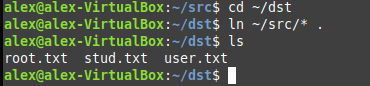 alex@alex-VirtualBox:~/src$ cd ~/dst
alex@alex-VirtualBox:~/dst$ ln ~/src/* .
alex@alex-VirtualBox:~/dst$ ls
root.txt  stud.txt  user.txt
alex@alex-VirtualBox:~/dst$